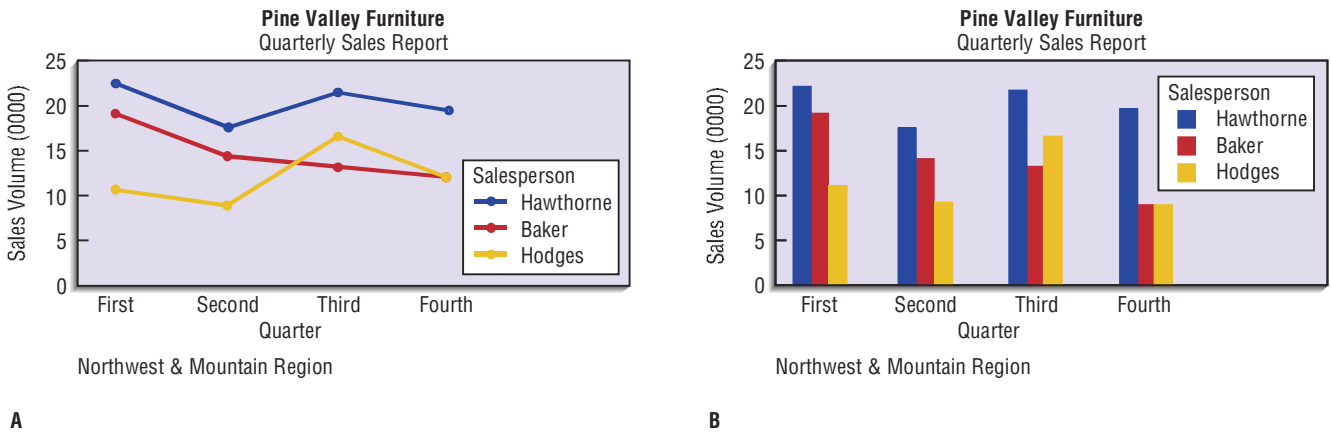 Pine Valley Furniture
Quarterly Sales Report
25
20
15
10
5
0
Sales Volume (0000)
Salesperson
Hawthorne
Baker
Hodges
First Second Third Fourth
Quarter
Northwest & Mountain Region
A
Pine Valley Furniture
Quarterly Sales Report
25
20
15
10
5
0
Sales Volume (0000)
Salesperson
Hawthorne
Baker
Hodges
First Second Third Fourth
Quarter
Northwest & Mountain Region
B